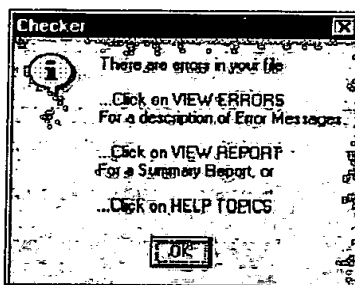 Checker
There are errors in your file
...Click on VIEW ERRORS
For a description of Error Messages
...Click on VIEW REPORT
For a Summary Report, or
...Click on HELP TOPICS
OK